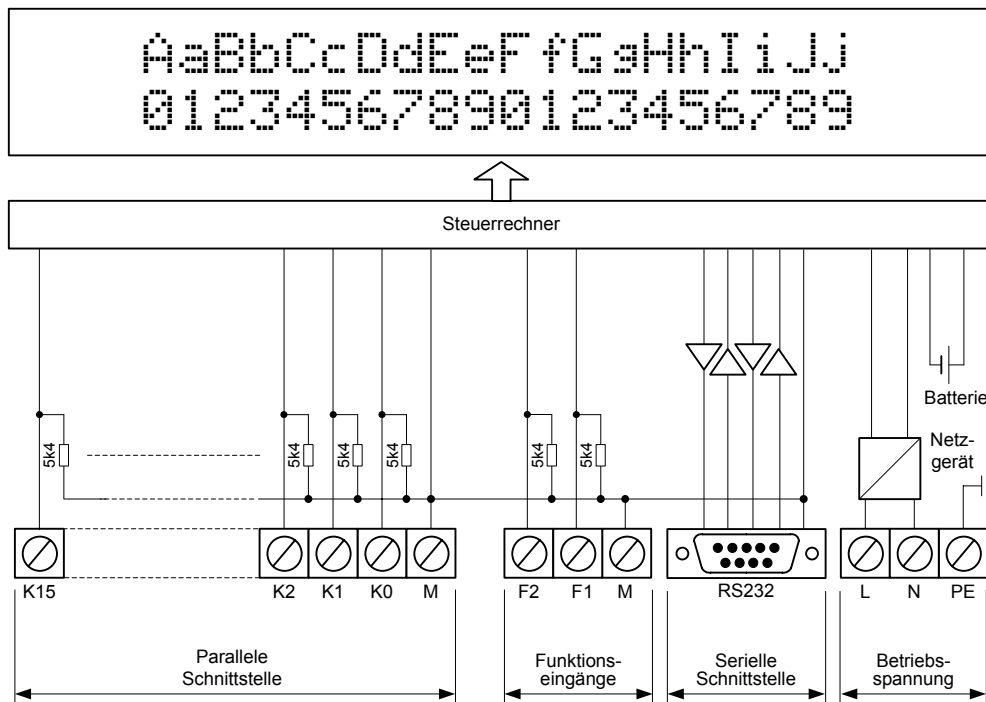 AaBbCcDdEeFfGgHhIiJj
01234567890123456789
Steuerrechner
Batterie
5k4 5k4 5k4 5k4 5k4 5k4
Netz-
gerät
K15 K2 K1 K0 M F2 F1 M RS232 L N PE
Parallele
Schnittstelle
Funktions-
eingänge
Serielle
Schnittstelle
Betriebs-
spannung